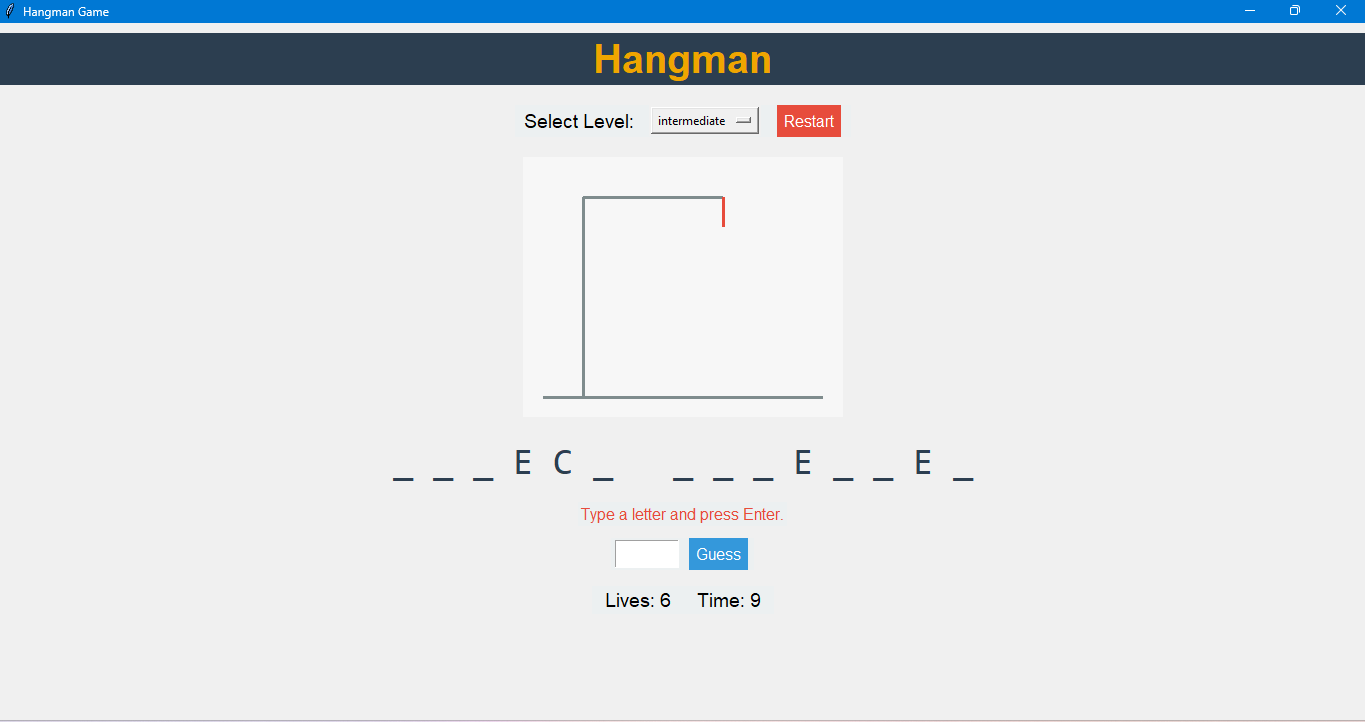 Hangman Game
Hangman
Select Level: intermediate Restart
_ _ _ E C _   _ _ _ E _ _ E _
Type a letter and press Enter.
Guess
Lives: 6 Time: 9